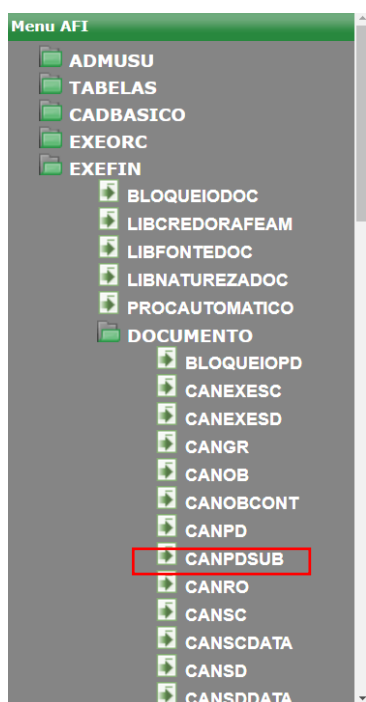 Menu AFI
ADMUSU
TABELAS
CADBASICO
EXEORC
EXEFIN
BLOQUEIODOC
LIBCREDORAFEAM
LIBFONTEDOC
LIBNATUREZADOC
PROCAUTOMATICO
DOCUMENTO
BLOQUEIOPD
CANEXESC
CANEXESD
CANGR
CANOB
CANOBCONT
CANPD
CANPDSUB
CANRO
CANSC
CANSCDATA
CANSD
CANSDDATA